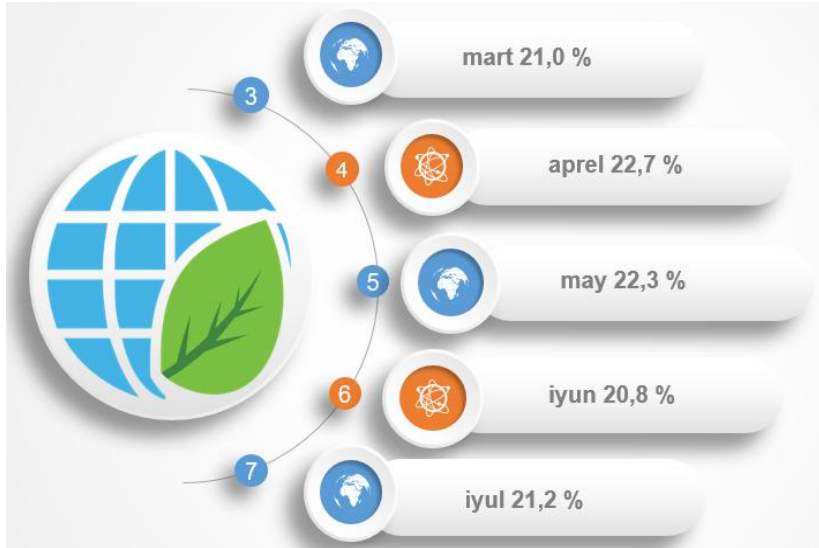 3
mart 21,0 %
4
aprel 22,7 %
5
may 22,3 %
6
iyun 20,8 %
7
iyul 21,2 %